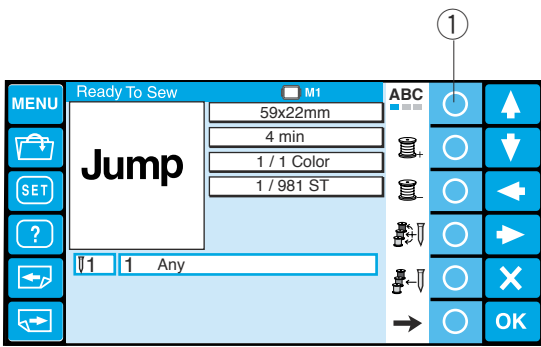 1
MENU
Ready To Sew
M1
ABC
59x22mm
4 min
1 / 1 Color
1 / 981 ST
Jump
SET
?
1
1 Any
+
-
X
OK